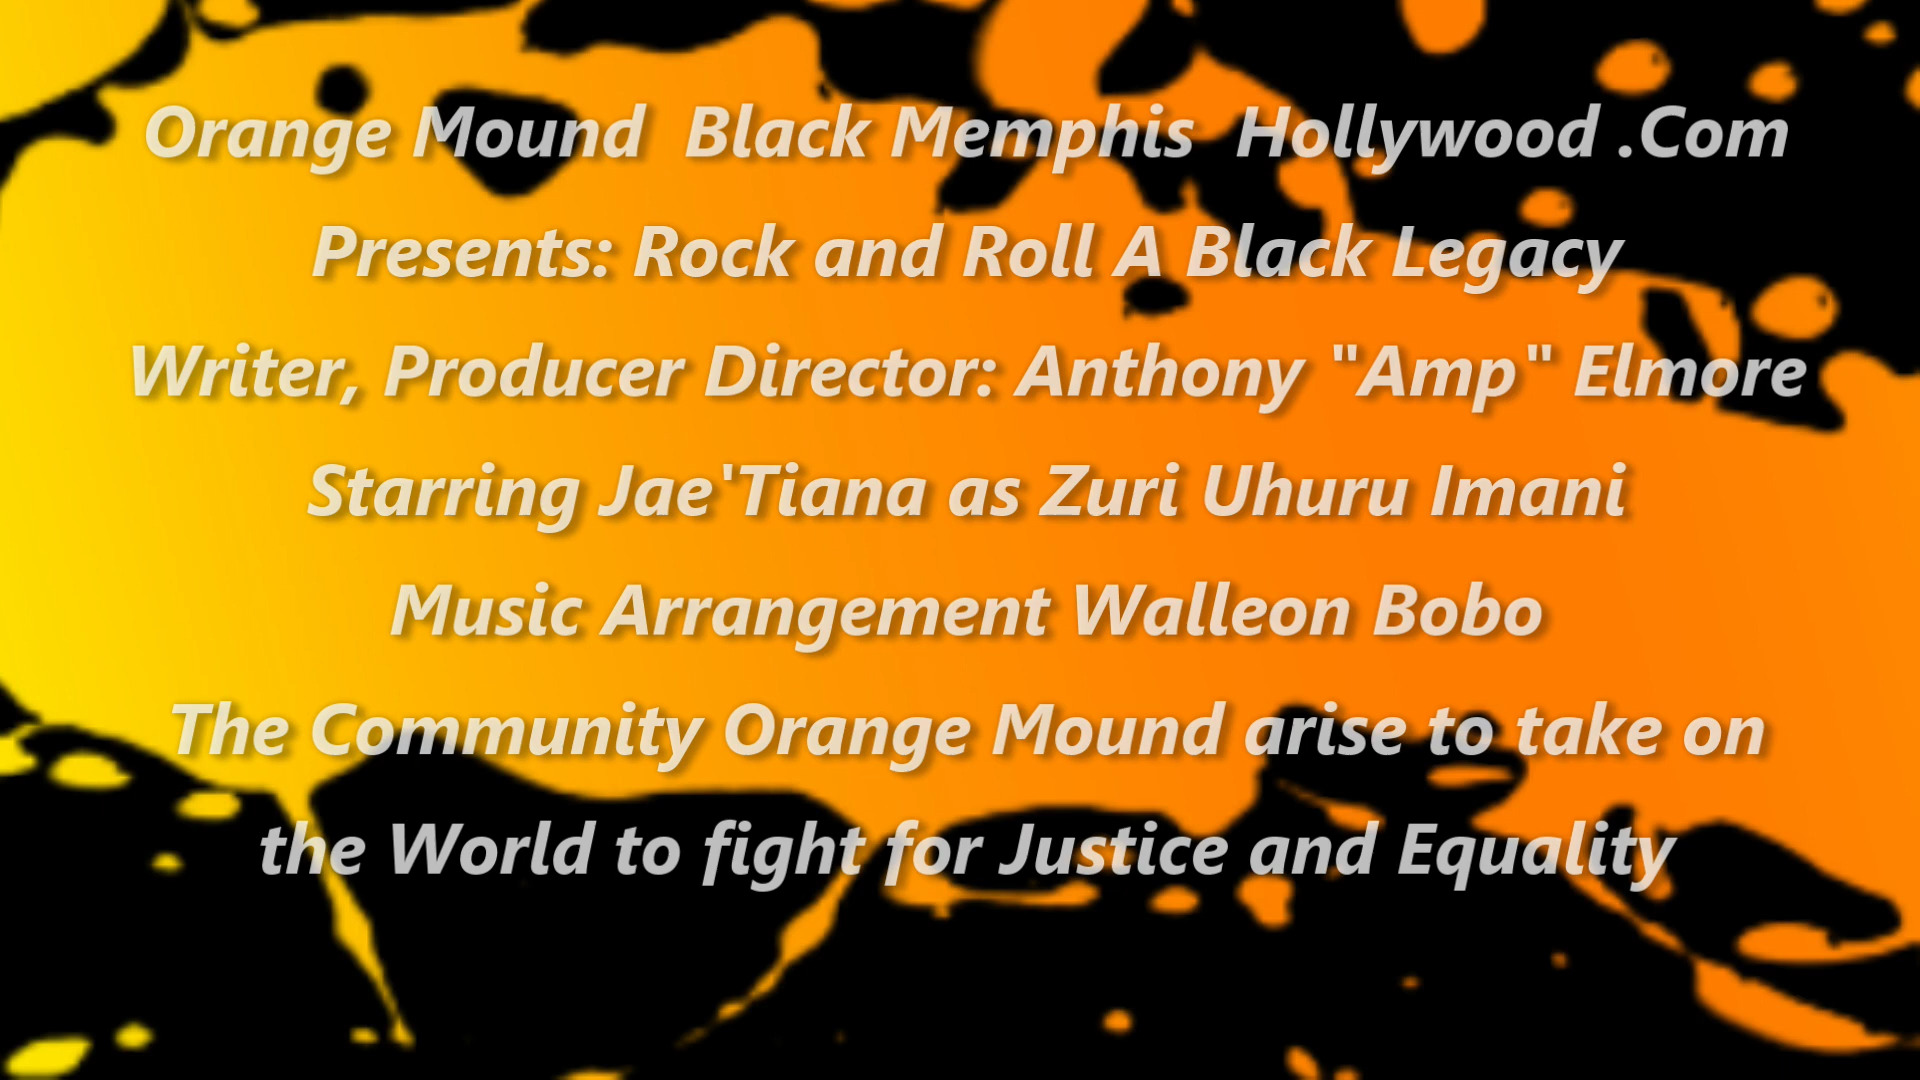 Orange Mound  Black Memphis  Hollywood .Com
Presents: Rock and Roll A Black Legacy
Writer, Producer Director: Anthony "Amp" Elmore
Starring Jae'Tiana as Zuri Uhuru Imani
Music Arrangement Walleon Bobo
The Community Orange Mound arise to take on
the World to fight for Justice and Equality